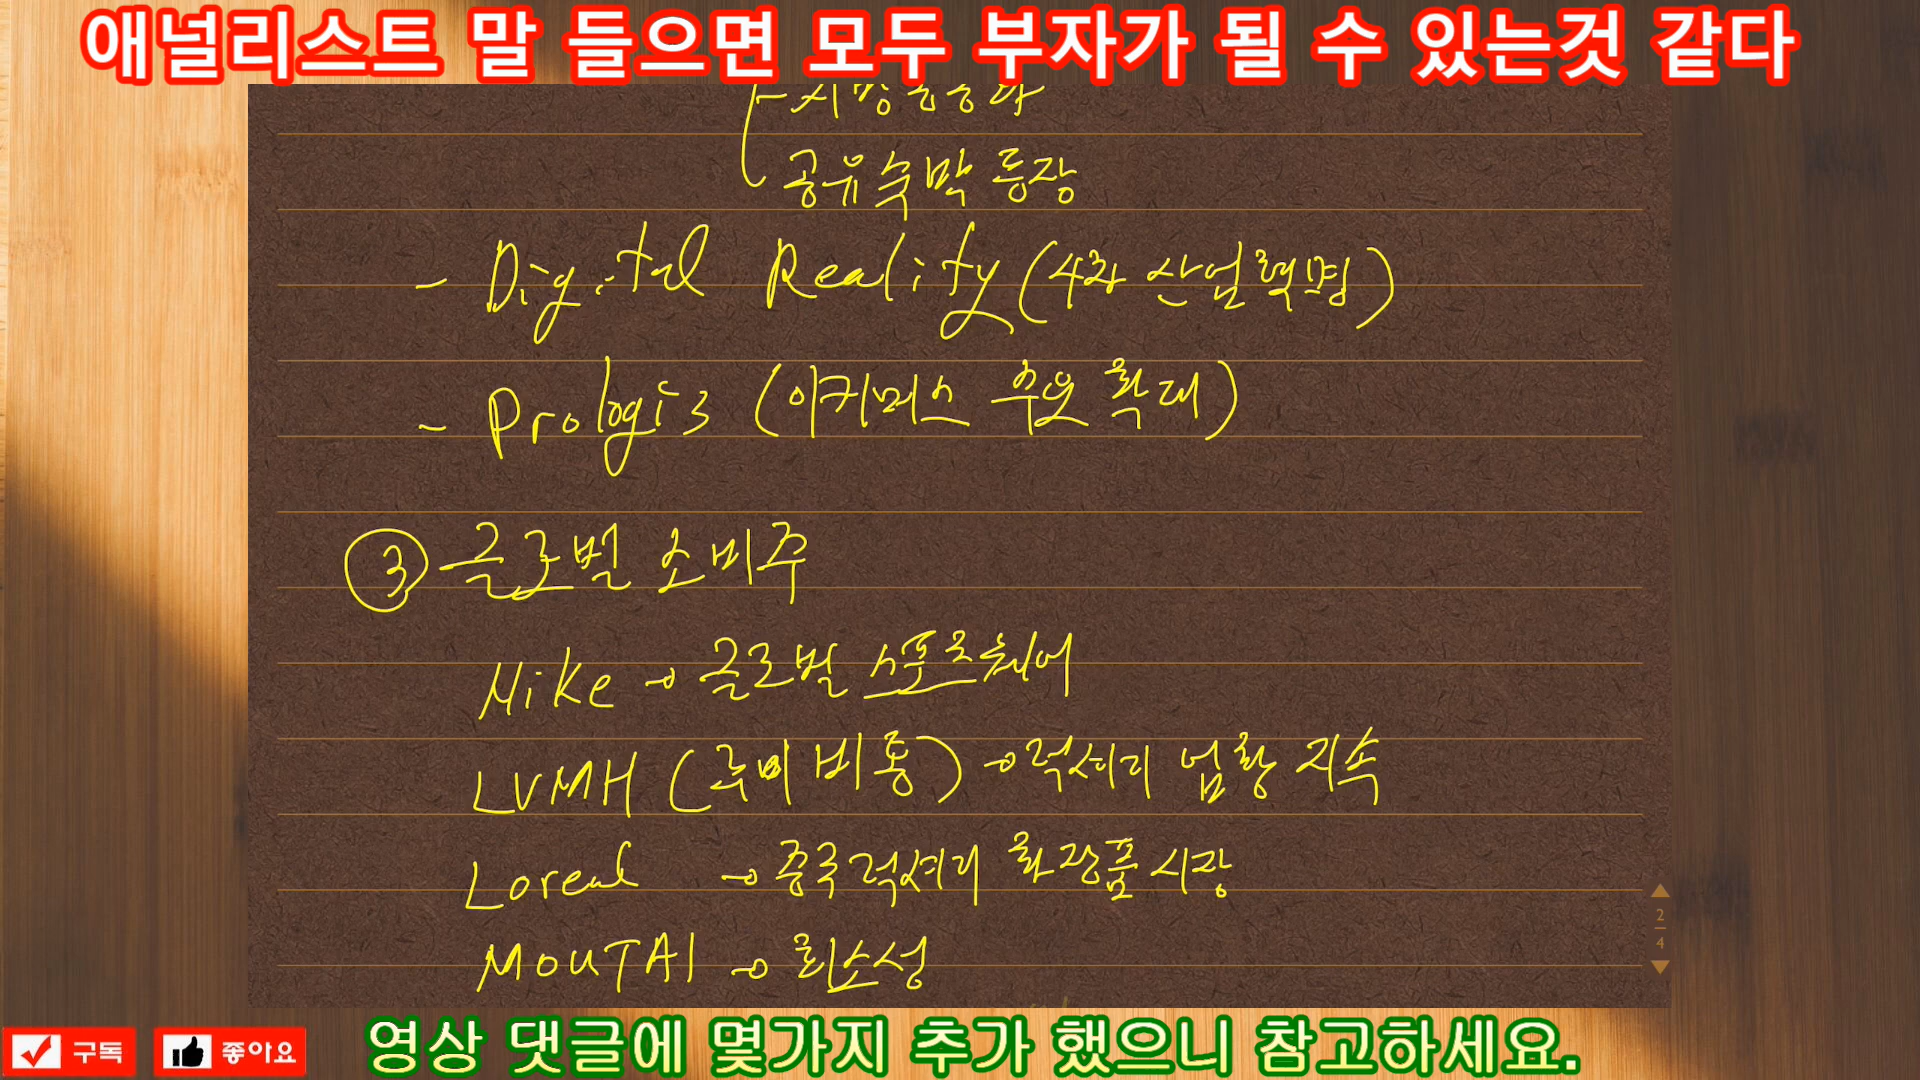 애널리스트 말 들으면 모두 부자가 될 수 있는것 같다
공유숙박 등장
- Digital Reality (4차 산업혁명)
- Prologis (이커머스 수요 확대)
③ 글로벌 소비주
Nike → 글로벌 스포츠웨어
LVMH (루이비통) → 럭셔리 업황 지속
Loreal → 중국 럭셔리 화장품 시장
MOUTAI → 희소성
2
4
구독 좋아요 영상 댓글에 몇가지 추가 했으니 참고하세요.